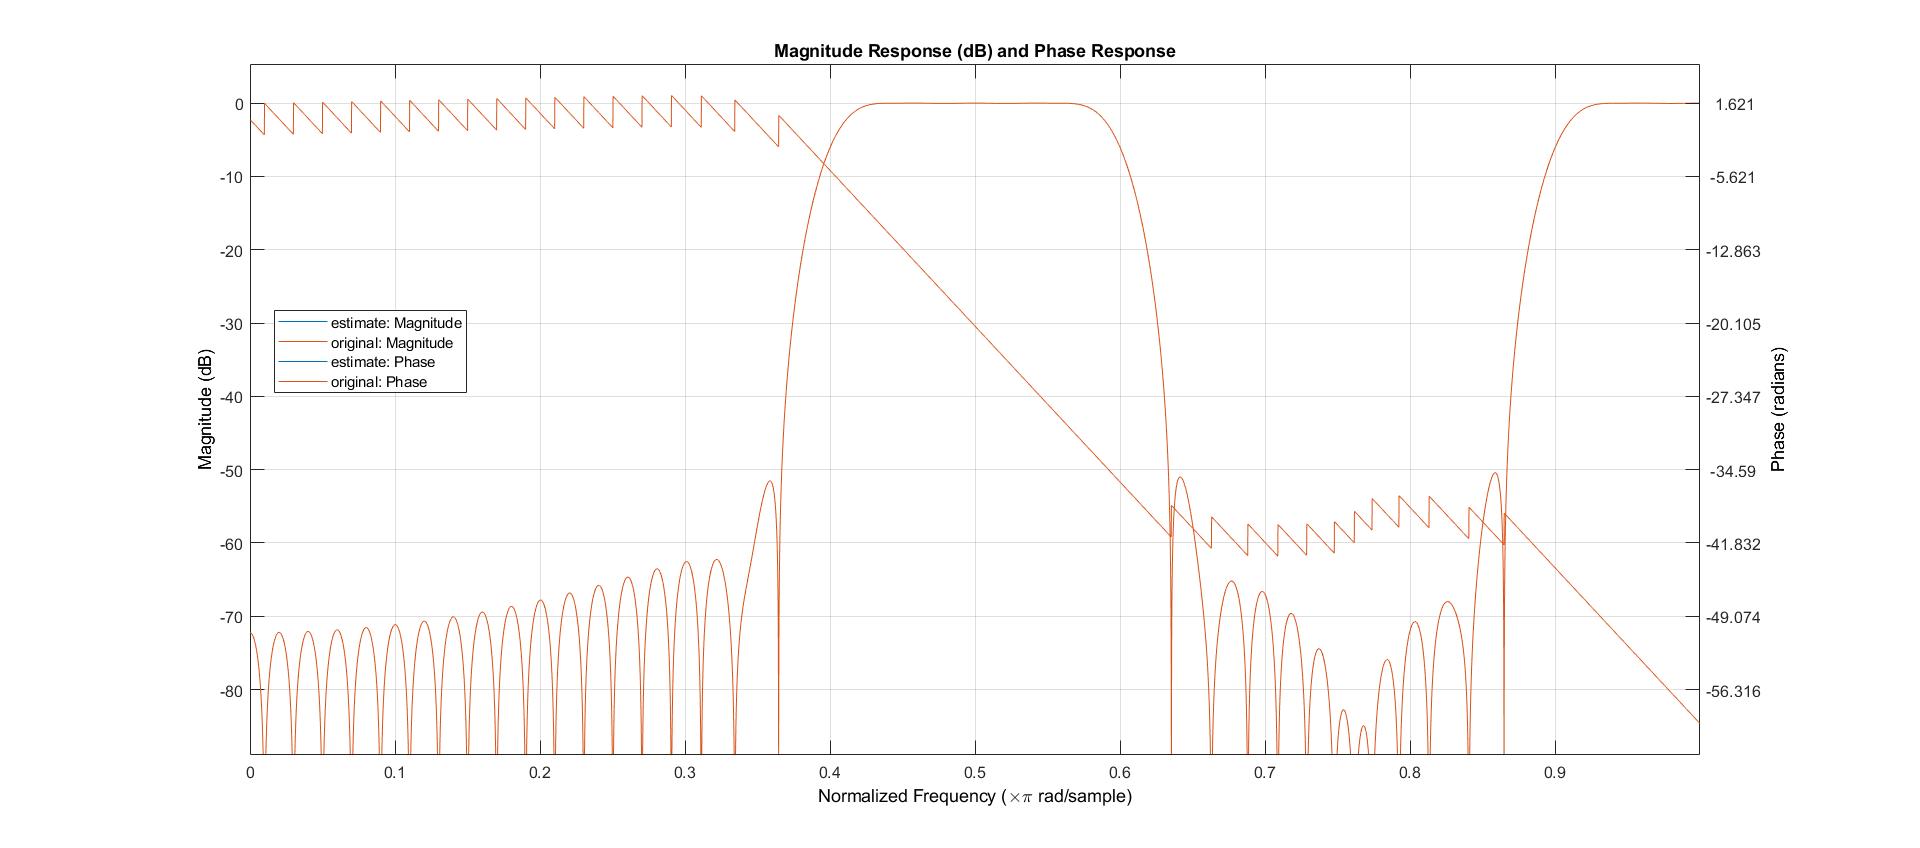 Magnitude Response (dB) and Phase Response
0
-10
-20
-30
-40
-50
-60
-70
-80
Magnitude (dB)
estimate: Magnitude
original: Magnitude
estimate: Phase
original: Phase
1.621
-5.621
-12.863
-20.105
-27.347
-34.59
-41.832
-49.074
-56.316
Phase (radians)
0 0.1 0.2 0.3 0.4 0.5 0.6 0.7 0.8 0.9
Normalized Frequency (×π rad/sample)